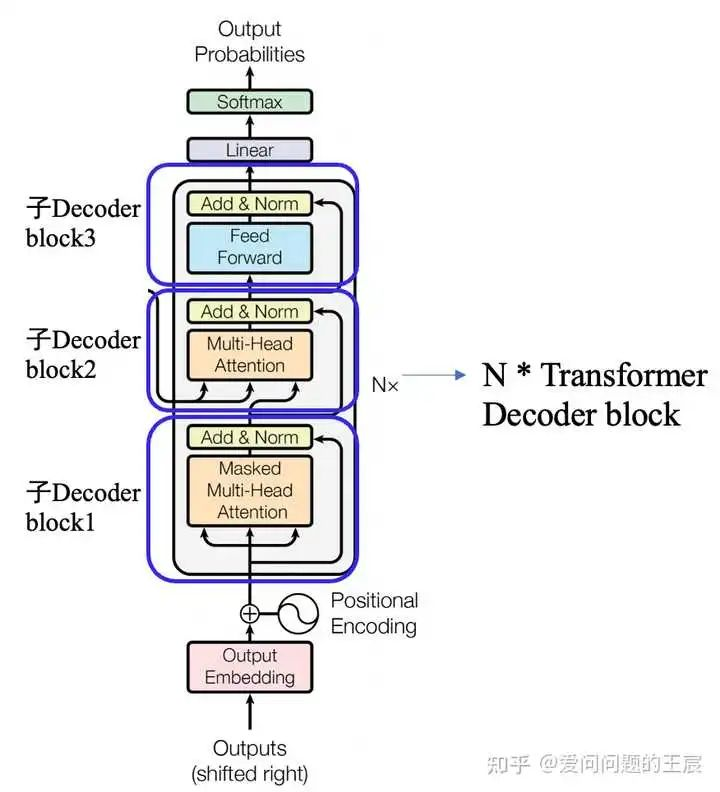 Output
Probabilities
Softmax
Linear
子Decoder
block3
Add & Norm
Feed
Forward
子Decoder
block2
Add & Norm
Multi-Head
Attention
N×
N * Transformer
Decoder block
子Decoder
block1
Add & Norm
Masked
Multi-Head
Attention
Positional
Encoding
Output
Embedding
Outputs
(shifted right)
知乎 @爱问问题的王宸